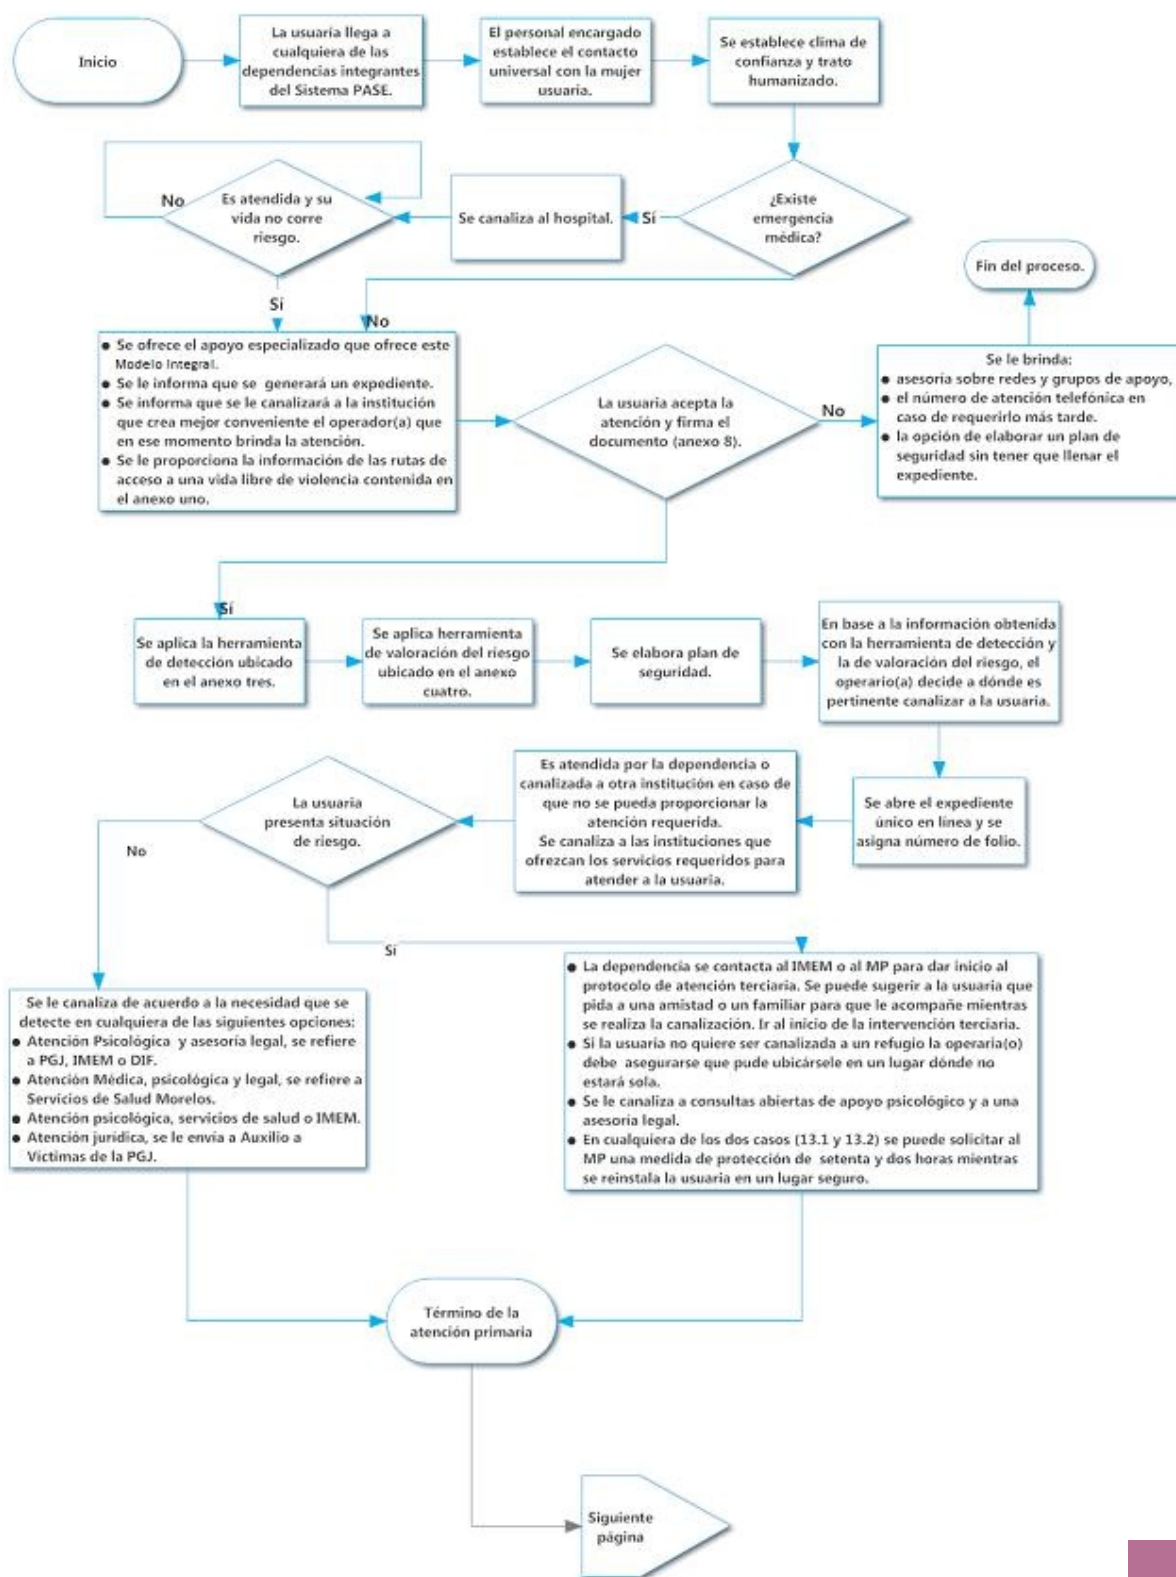 Inicio
La usuaria llega a
cualquiera de las
dependencias integrantes
del Sistema PASE.
El personal encargado
establece el contacto
universal con la mujer
usuaria.
Se establece clima de
confianza y trato
humanizado.
¿Existe
emergencia
médica?
Sí
Se canaliza al hospital.
Es atendida y su
vida no corre
riesgo.
No
Sí
No
● Se ofrece el apoyo especializado que ofrece este
Modelo Integral.
● Se le informa que se generará un expediente.
● Se informa que se le canalizará a la institución
que crea mejor conveniente el operador(a) que
en ese momento brinda la atención.
● Se le proporciona la información de las rutas de
acceso a una vida libre de violencia contenida en
el anexo uno.
La usuaria acepta la
atención y firma el
documento (anexo 8).
No
Se le brinda:
● asesoría sobre redes y grupos de apoyo,
● el número de atención telefónica en
caso de requerirlo más tarde.
● la opción de elaborar un plan de
seguridad sin tener que llenar el
expediente.
Fin del proceso.
Sí
Se aplica la herramienta
de detección ubicado
en el anexo tres.
Se aplica herramienta
de valoración del riesgo
ubicado en el anexo
cuatro.
Se elabora plan de
seguridad.
En base a la información obtenida
con la herramienta de detección y
la de valoración del riesgo, el
operario(a) decide a dónde es
pertinente canalizar a la usuaria.
Se abre el expediente
único en línea y se
asigna número de folio.
Es atendida por la dependencia o
canalizada a otra institución en caso de
que no se pueda proporcionar la
atención requerida.
Se canaliza a las instituciones que
ofrezcan los servicios requeridos para
atender a la usuaria.
La usuaria
presenta situación
de riesgo.
No
Sí
Se le canaliza de acuerdo a la necesidad que se
detecte en cualquiera de las siguientes opciones:
● Atención Psicológica y asesoría legal, se refiere
a PGJ, IMEM o DIF.
● Atención Médica, psicológica y legal, se refiere a
Servicios de Salud Morelos.
● Atención psicológica, servicios de salud o IMEM.
● Atención jurídica, se le envía a Auxilio a
Víctimas de la PGJ.
● La dependencia se contacta al IMEM o al MP para dar inicio al
protocolo de atención terciaria. Se puede sugerir a la usuaria que
pida a una amistad o un familiar para que le acompañe mientras
se realiza la canalización. Ir al inicio de la intervención terciaria.
● Si la usuaria no quiere ser canalizada a un refugio la operaria(o)
debe asegurarse que pude ubicársele en un lugar dónde no
estará sola.
● Se le canaliza a consultas abiertas de apoyo psicológico y a una
asesoría legal.
● En cualquiera de los dos casos (13.1 y 13.2) se puede solicitar al
MP una medida de protección de setenta y dos horas mientras
se reinstala la usuaria en un lugar seguro.
Término de la
atención primaria
Siguiente
página